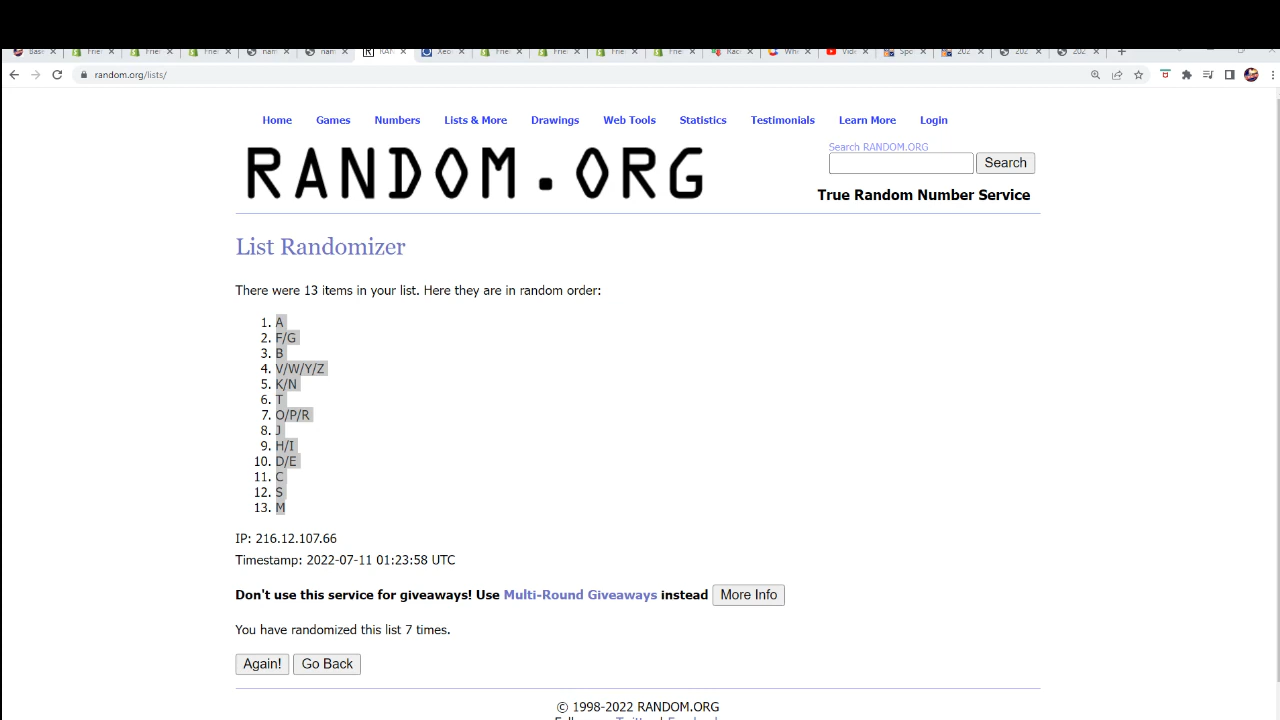 random.org/lists/
Home Games Numbers Lists & More Drawings Web Tools Statistics Testimonials Learn More Login
RANDOM.ORG
Search RANDOM.ORG
Search
True Random Number Service
List Randomizer
There were 13 items in your list. Here they are in random order:
1. A
2. F/G
3. B
4. V/W/Y/Z
5. K/N
6. T
7. O/P/R
8. J
9. H/I
10. D/E
11. C
12. S
13. M
IP: 216.12.107.66
Timestamp: 2022-07-11 01:23:58 UTC
Don't use this service for giveaways! Use Multi-Round Giveaways instead More Info
You have randomized this list 7 times.
Again! Go Back
© 1998-2022 RANDOM.ORG